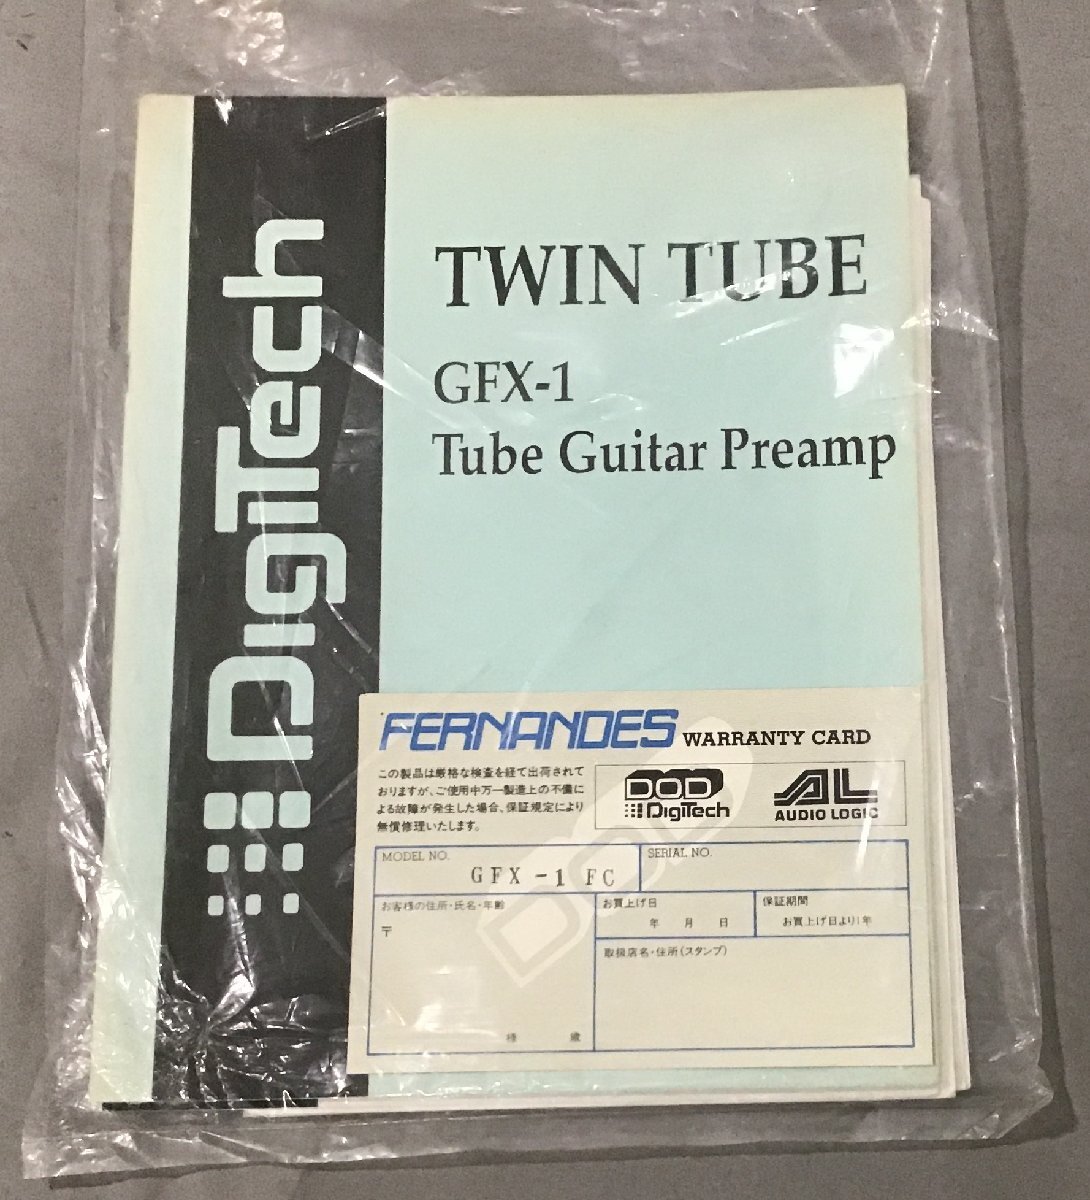 DigiTech
TWIN TUBE
GFX-1
Tube Guitar Preamp
FERNANDES WARRANTY CARD
この製品は厳格な検査を経て出荷されて
おりますが、ご使用中万一製造上の不備に
よる故障が発生した場合、保証規定により
無償修理いたします。
DOD
DigiTech
AL
AUDIO LOGIC
MODEL NO.
GFX-1 FC
SERIAL NO.
お客様の住所・氏名・年齢
〒
様 歳
お買上げ日
年 月 日
保証期間
お買上げ日より1年
取扱店名・住所(スタンプ)
DOD